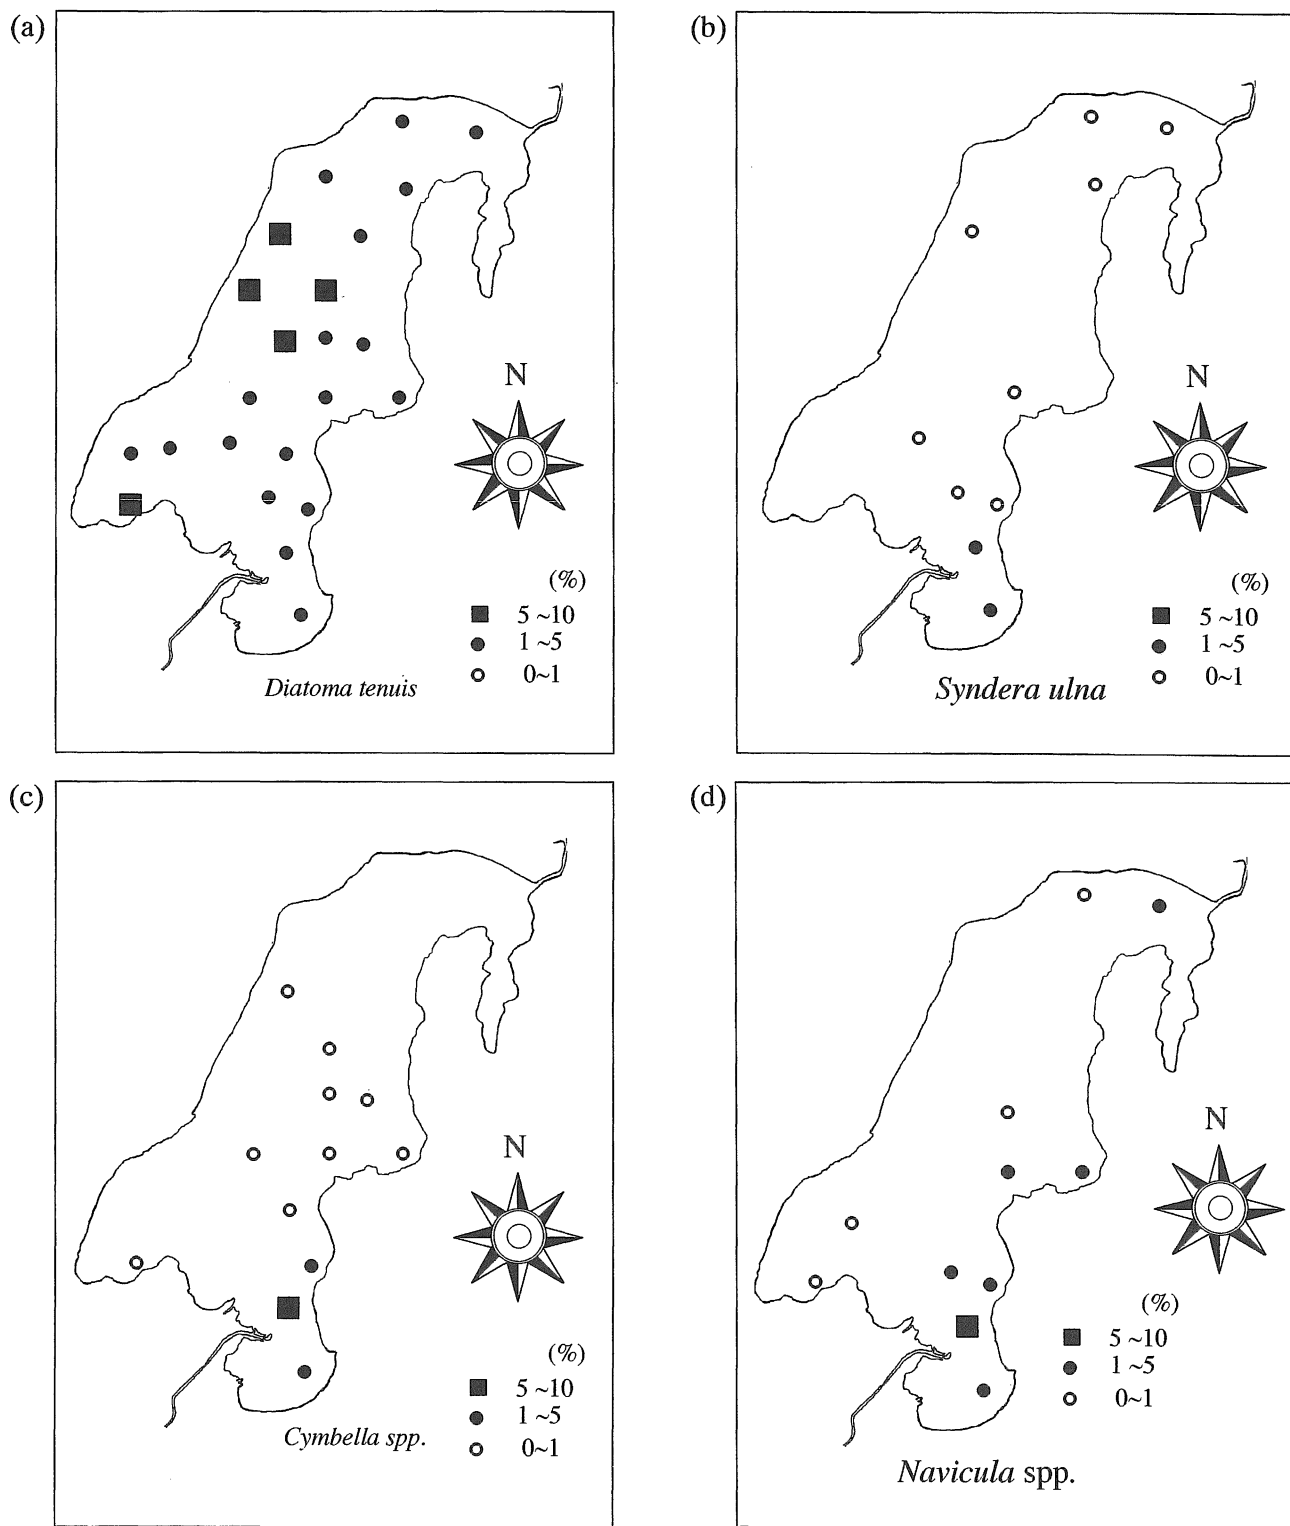 (a)
N
(%)
5 ~10
1 ~5
0~1
Diatoma tenuis
(b)
N
(%)
5 ~10
1 ~5
0~1
Syndera ulna
(c)
N
(%)
5 ~10
1 ~5
0~1
Cymbella spp.
(d)
N
(%)
5 ~10
1 ~5
0~1
Navicula spp.